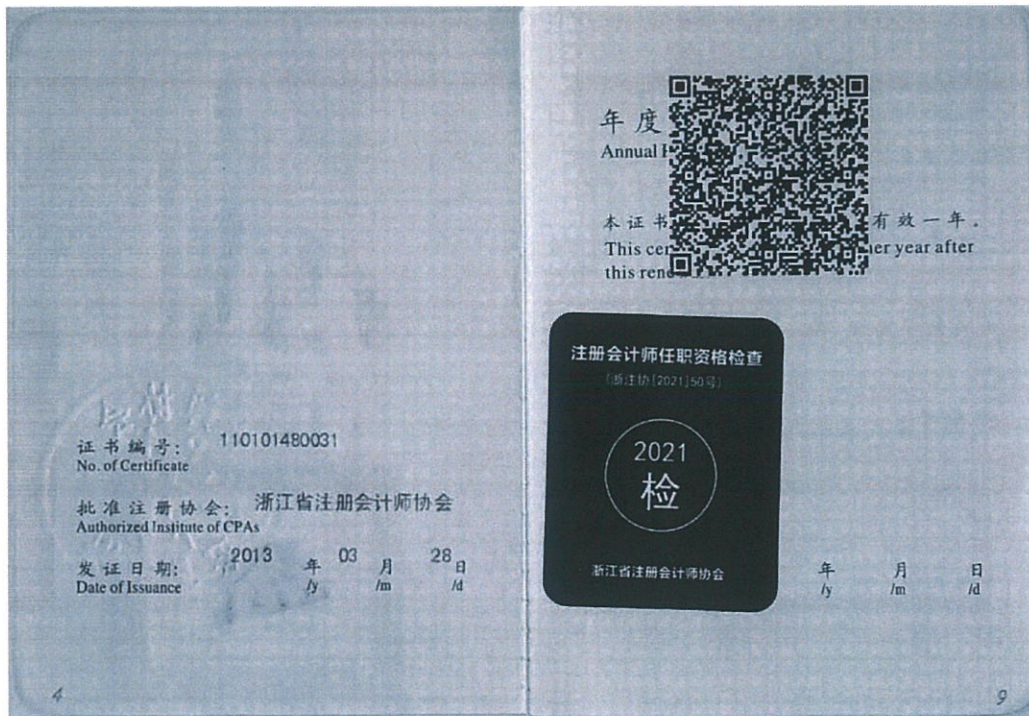 证书编号: 110101480031
No. of Certificate
批准注册协会: 浙江省注册会计师协会
Authorized Institute of CPAs
发证日期: 2013 年 03 月 28 日
Date of Issuance /y /m /d
4
年度
Annual
本证书 有效一年.
This year after
this
注册会计师任职资格检查
(浙注协[2021]50号)
2021
检
浙江省注册会计师协会
年 月 日
/y /m /d
9